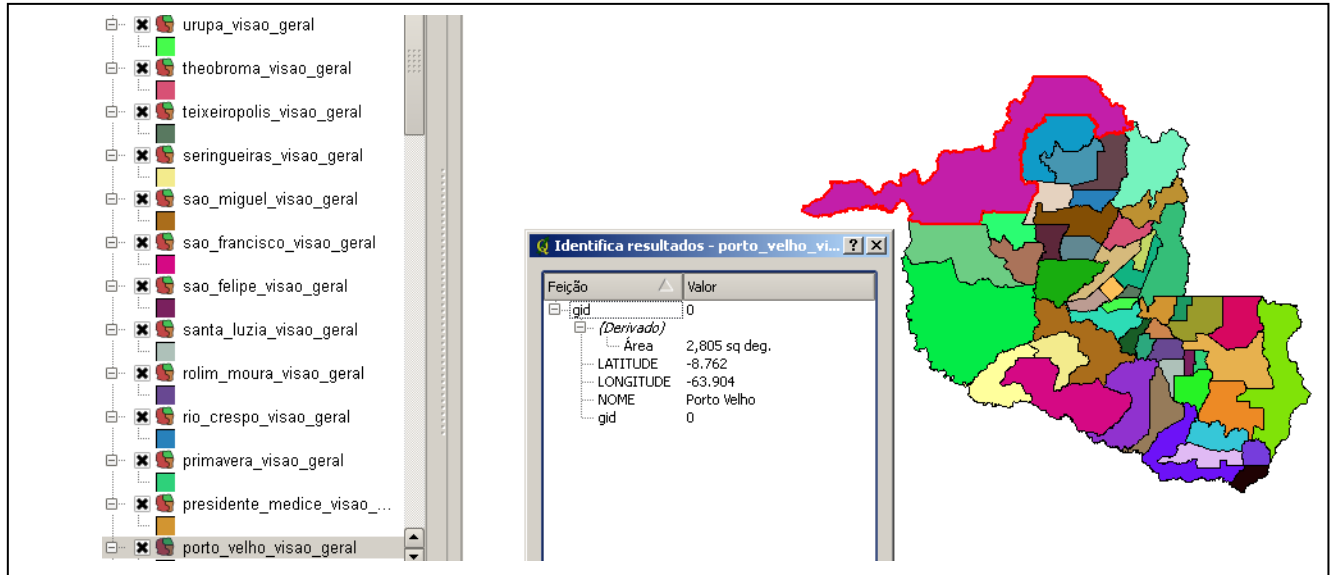 urupa_visao_geral
theobroma_visao_geral
teixeiropolis_visao_geral
seringueiras_visao_geral
sao_miguel_visao_geral
sao_francisco_visao_geral
sao_felipe_visao_geral
santa_luzia_visao_geral
rolim_moura_visao_geral
rio_crespo_visao_geral
primavera_visao_geral
presidente_medice_visao_...
porto_velho_visao_geral
Identifica resultados - porto_velho_vi...
Feição Valor
gid 0
(Derivado)
Área 2,805 sq deg.
LATITUDE -8.762
LONGITUDE -63.904
NOME Porto Velho
gid 0